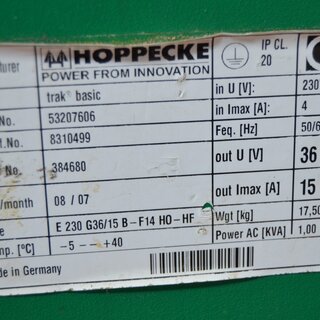 HOPPECKE
POWER FROM INNOVATION
IP CL.
20
trak® basic
in U [V]: 230
No. 53207606
in Imax [A]: 4
No. 8310499
Feq. [Hz] 50/6
No. 384680
out U [V] 36
/month 08 / 07
out Imax [A] 15
E 230 G36/15 B-F14 HO-HF
Wgt [kg] 17,50
mp. [°C] -5 -- +40
Power AC [KVA] 1,00
de in Germany